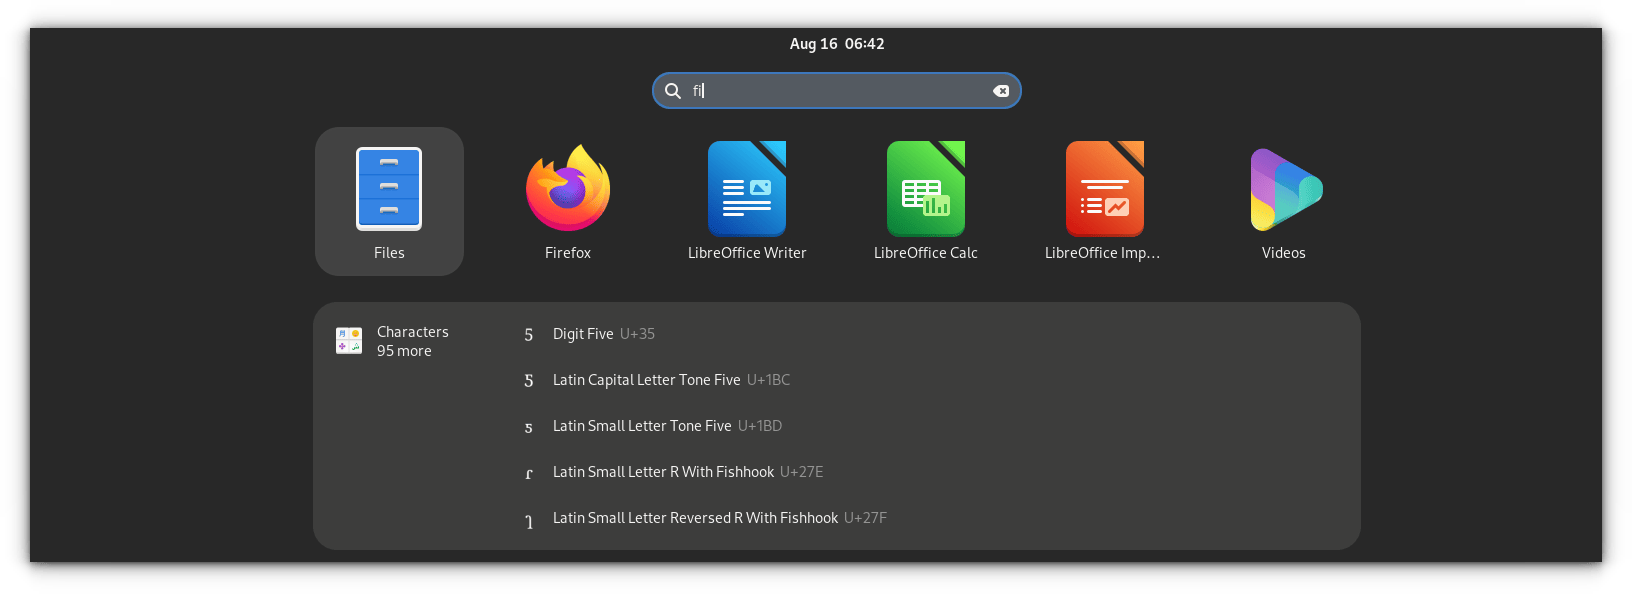 Aug 16 06:42
fi
Files
Firefox
LibreOffice Writer
LibreOffice Calc
LibreOffice Imp…
Videos
Characters
95 more
5 Digit Five U+35
Ƽ Latin Capital Letter Tone Five U+1BC
ƽ Latin Small Letter Tone Five U+1BD
ɾ Latin Small Letter R With Fishhook U+27E
ɿ Latin Small Letter Reversed R With Fishhook U+27F